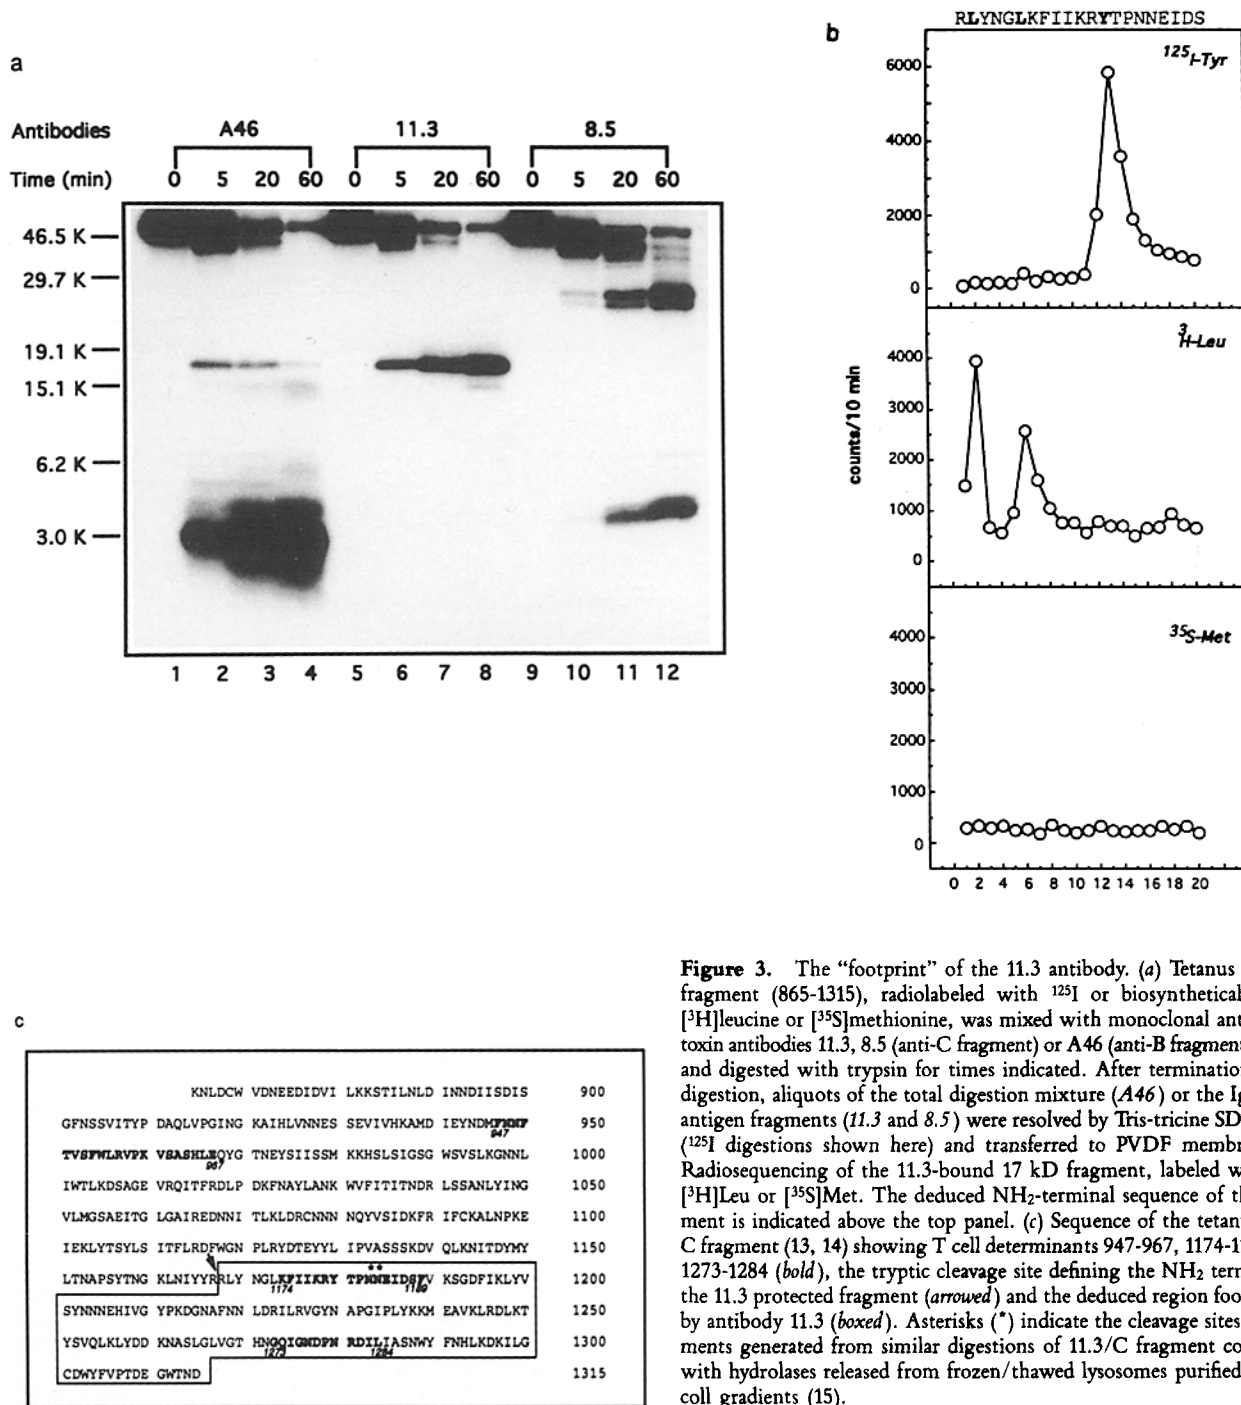 a
Antibodies A46 11.3 8.5
Time (min) 0 5 20 60 0 5 20 60 0 5 20 60
46.5 K
29.7 K
19.1 K
15.1 K
6.2 K
3.0 K
1 2 3 4 5 6 7 8 9 10 11 12
b
RLYNGLKFIIKRYTPNNEIDS
125I-Tyr
6000
4000
2000
0
3H-Leu
4000
3000
2000
1000
0
counts/10 min
35S-Met
4000
3000
2000
1000
0
0 2 4 6 8 10 12 14 16 18 20
c
KNLDCW VDNEEDIDVI LKKSTILNLD INNDIISDIS 900
GFNSSVITYP DAQLVPGING KAIHLVNNES SEVIVHKAMD IEYNDMFNNF 950
947
TVSFWLRVPK VSASHLEQYG TNEYSIISSM KKHSLSIGSG WSVSLKGNNL 1000
967
IWTLKDSAGE VRQITFRDLP DKFNAYLANK WVFITITNDR LSSANLYING 1050
VLMGSAEITG LGAIREDNNI TLKLDRCNNN NQYVSIDKFR IFCKALNPKE 1100
IEKLYTSYLS ITFLRDFWGN PLRYDTEYYL IPVASSSKDV QLKNITDYMY 1150
**
LTNAPSYTNG KLNIYYRRLY NGLKFIIKRY TPNNEIDSFV KSGDFIKLYV 1200
1174 1189
SYNNNEHIVG YPKDGNAFNN LDRILRVGYN APGIPLYKKM EAVKLRDLKT 1250
YSVQLKLYDD KNASLGLVGT HNGQIGNDPN RDILIASNWY FNHLKDKILG 1300
1273 1284
CDWYFVPTDE GWTND 1315
Figure 3. The “footprint” of the 11.3 antibody. (a) Tetanus
fragment (865-1315), radiolabeled with 125I or biosynthetical
[3H]leucine or [35S]methionine, was mixed with monoclonal ant
toxin antibodies 11.3, 8.5 (anti-C fragment) or A46 (anti-B fragment
and digested with trypsin for times indicated. After termination
digestion, aliquots of the total digestion mixture (A46) or the Ig
antigen fragments (11.3 and 8.5) were resolved by Tris-tricine SD
(125I digestions shown here) and transferred to PVDF membr
Radiosequencing of the 11.3-bound 17 kD fragment, labeled w
[3H]Leu or [35S]Met. The deduced NH2-terminal sequence of th
ment is indicated above the top panel. (c) Sequence of the tetan
C fragment (13, 14) showing T cell determinants 947-967, 1174-1
1273-1284 (bold), the tryptic cleavage site defining the NH2 term
the 11.3 protected fragment (arrowed) and the deduced region foo
by antibody 11.3 (boxed). Asterisks (*) indicate the cleavage sites
ments generated from similar digestions of 11.3/C fragment co
with hydrolases released from frozen/thawed lysosomes purified
coll gradients (15).